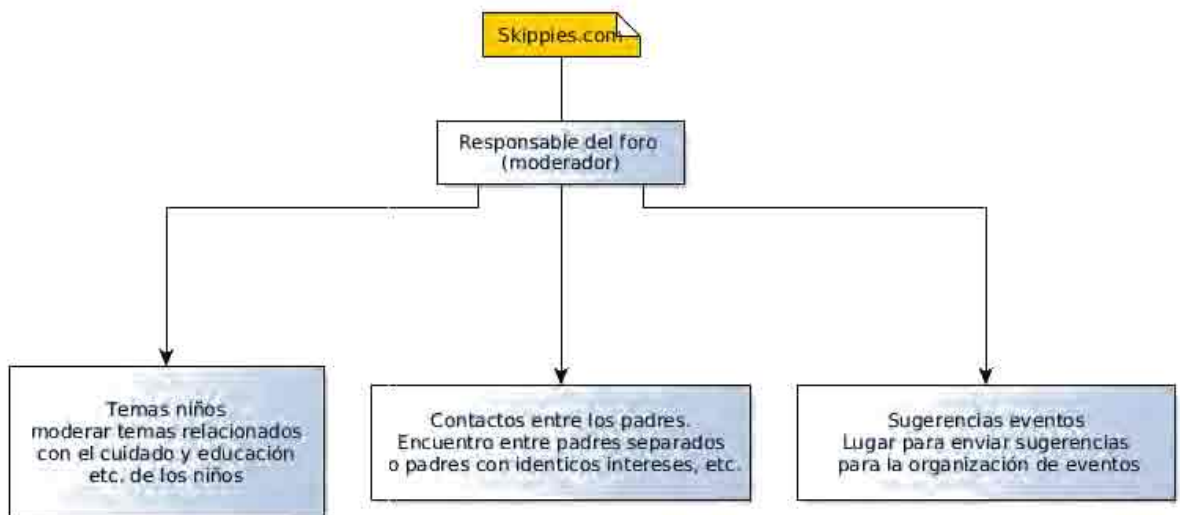 Skippies.com
Responsable del foro
(moderador)
Temas niños
moderar temas relacionados
con el cuidado y educación
etc. de los niños
Contactos entre los padres.
Encuentro entre padres separados
o padres con identicos intereses, etc.
Sugerencias eventos
Lugar para enviar sugerencias
para la organización de eventos